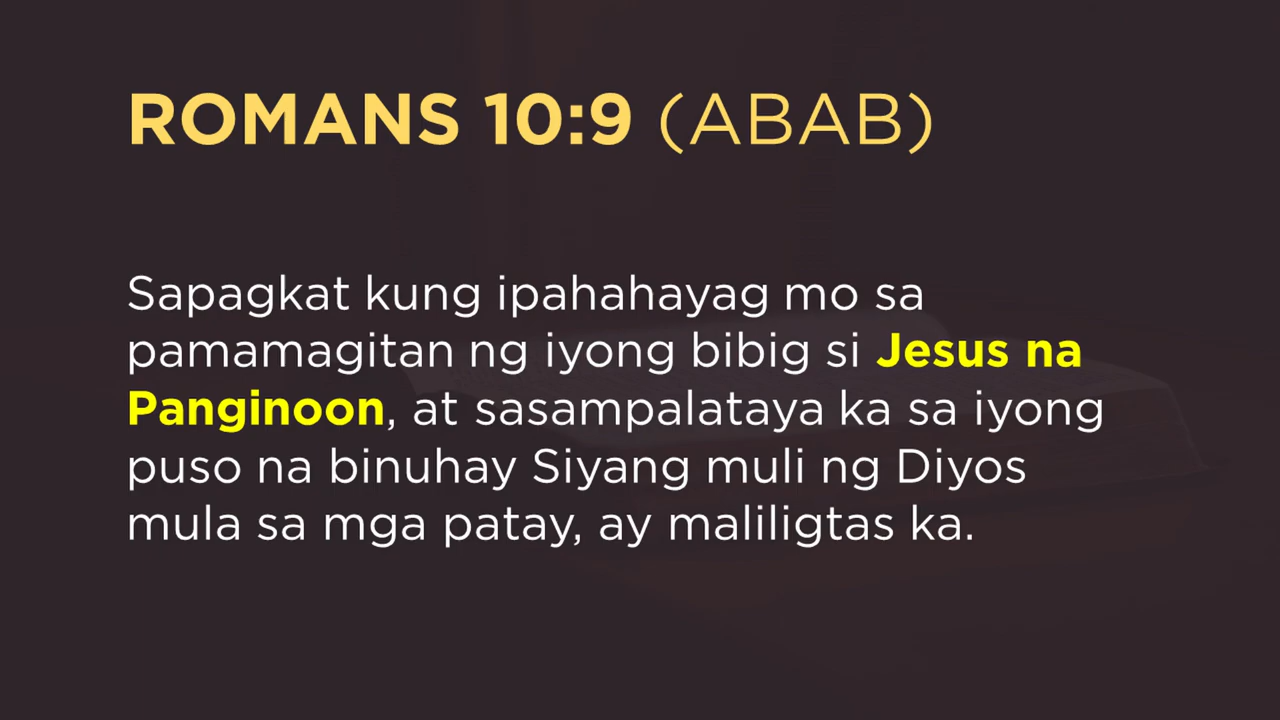 ROMANS 10:9 (ABAB)
Sapagkat kung ipahahayag mo sa
pamamagitan ng iyong bibig si Jesus na
Panginoon, at sasampalataya ka sa iyong
puso na binuhay Siyang muli ng Diyos
mula sa mga patay, ay maliligtas ka.